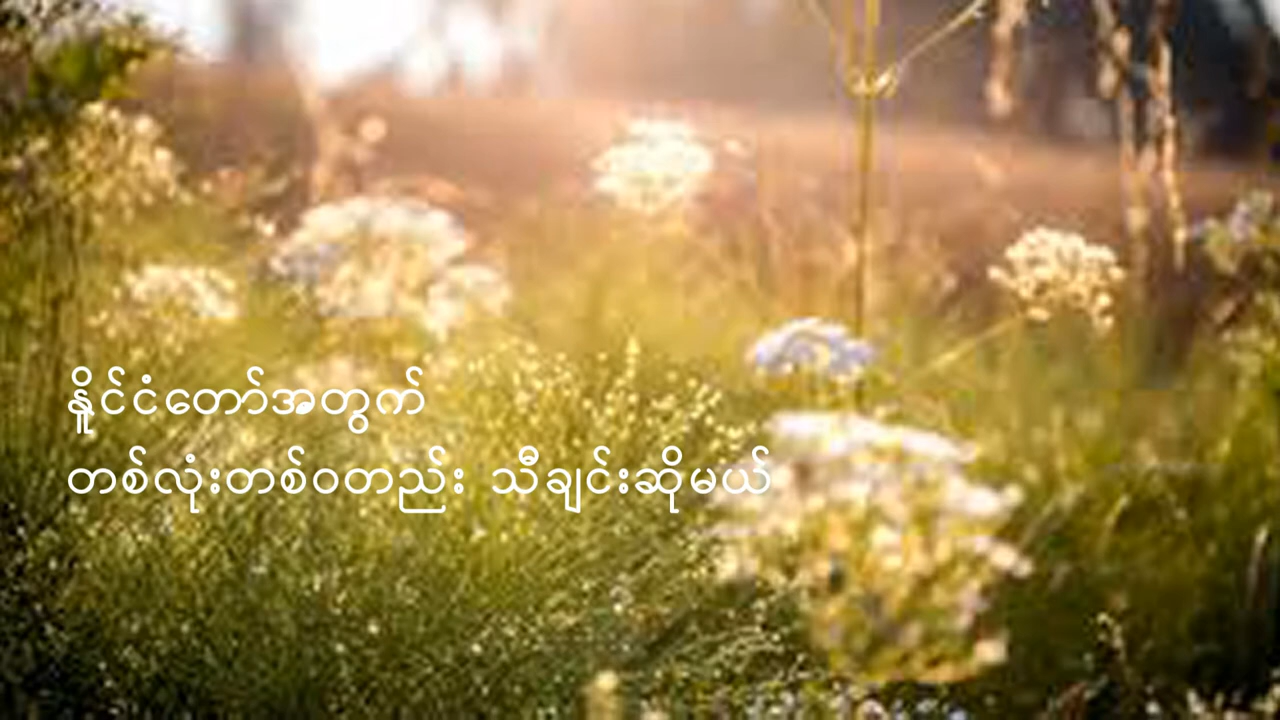 နိူင်ငံတော်အတွက်
တစ်လုံးတစ်ဝတည်း သီချင်းဆိုမယ်